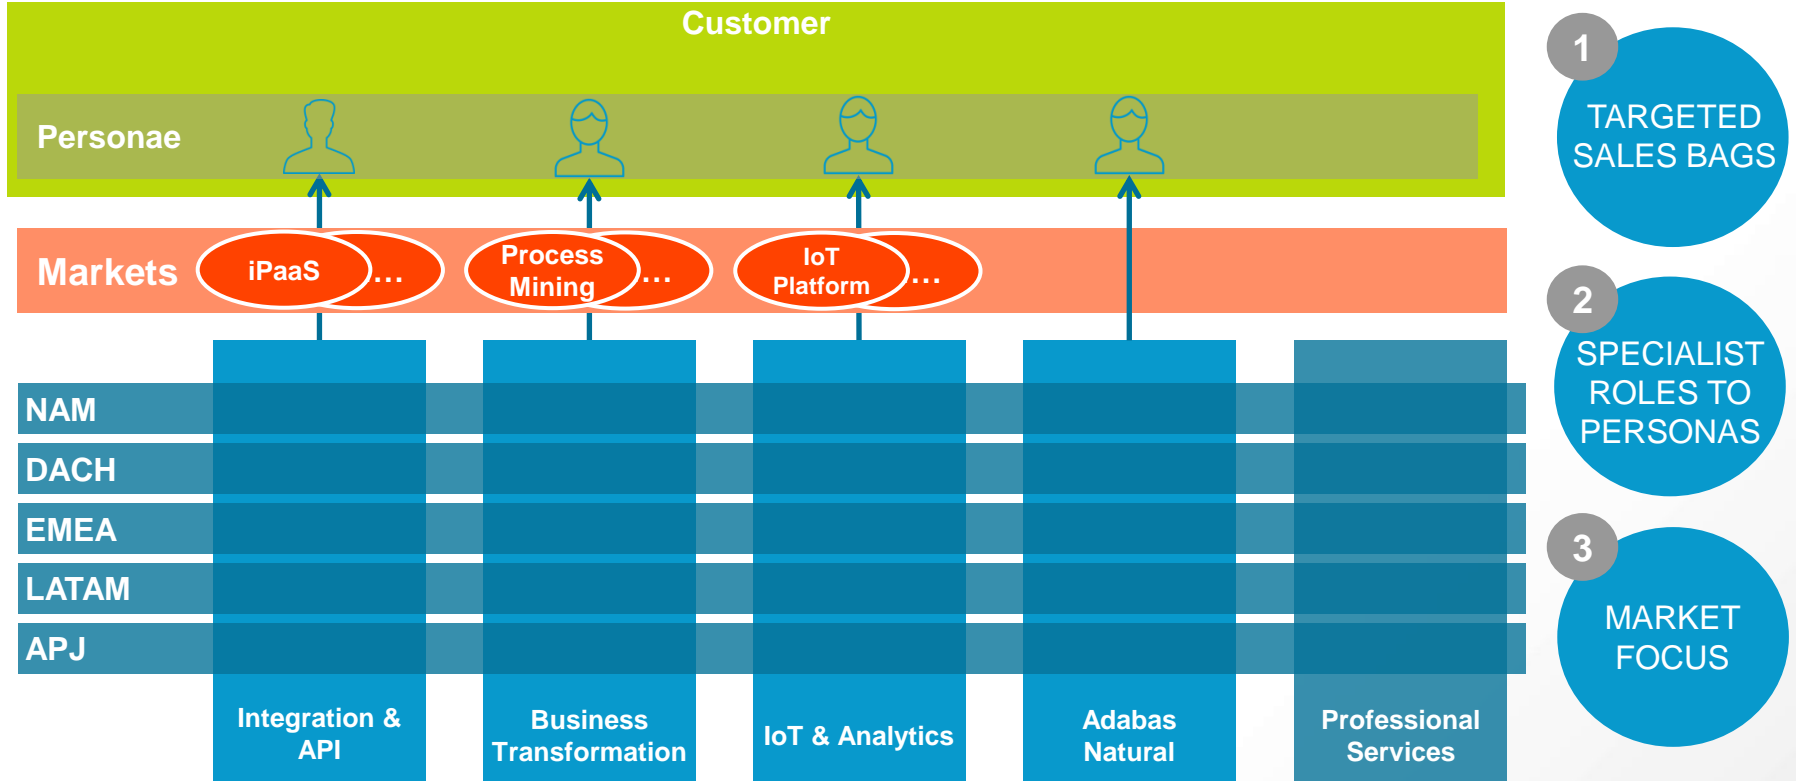 Customer
Personae
Markets
iPaaS
...
Process
Mining
...
IoT
Platform
...
NAM
DACH
EMEA
LATAM
APJ
Integration &
API
Business
Transformation
IoT & Analytics
Adabas
Natural
Professional
Services
1
TARGETED
SALES BAGS
2
SPECIALIST
ROLES TO
PERSONAS
3
MARKET
FOCUS